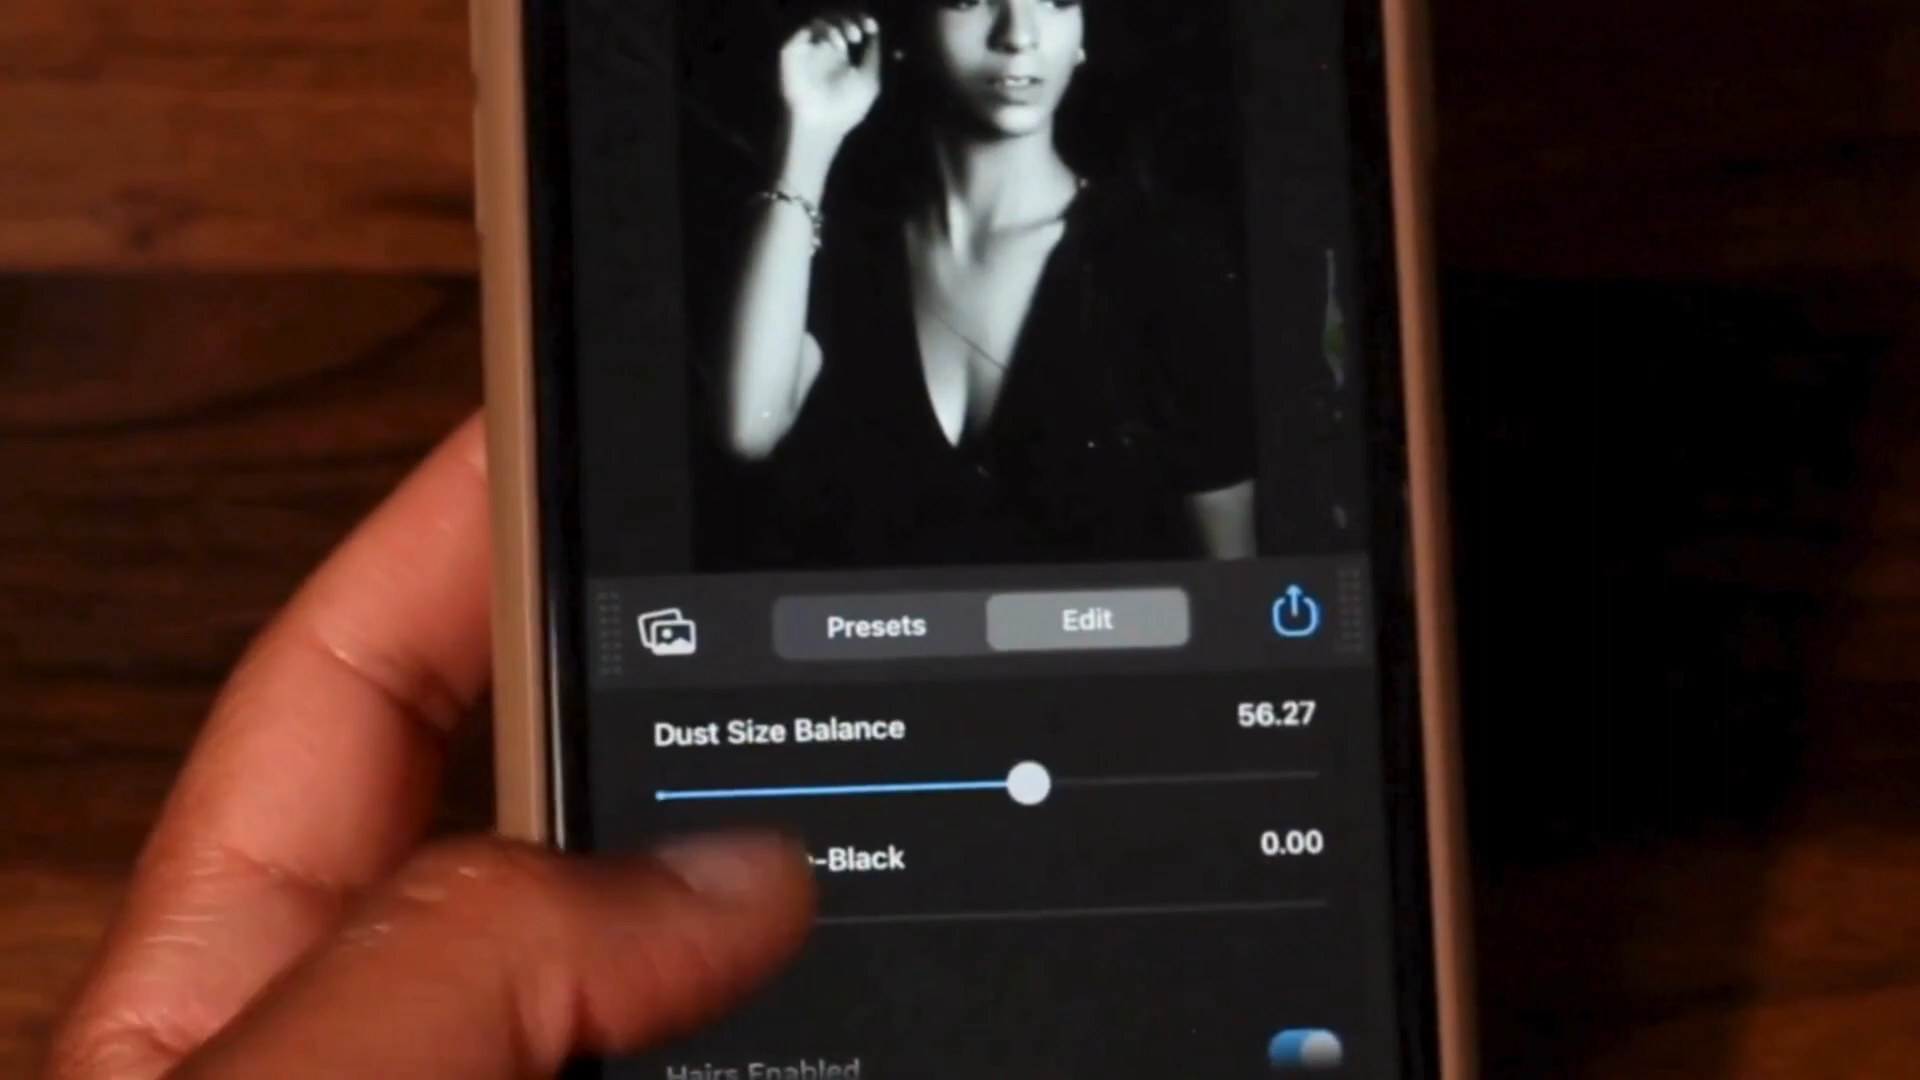 Presets
Edit
Dust Size Balance
56.27
-Black
0.00
Hairs Enabled